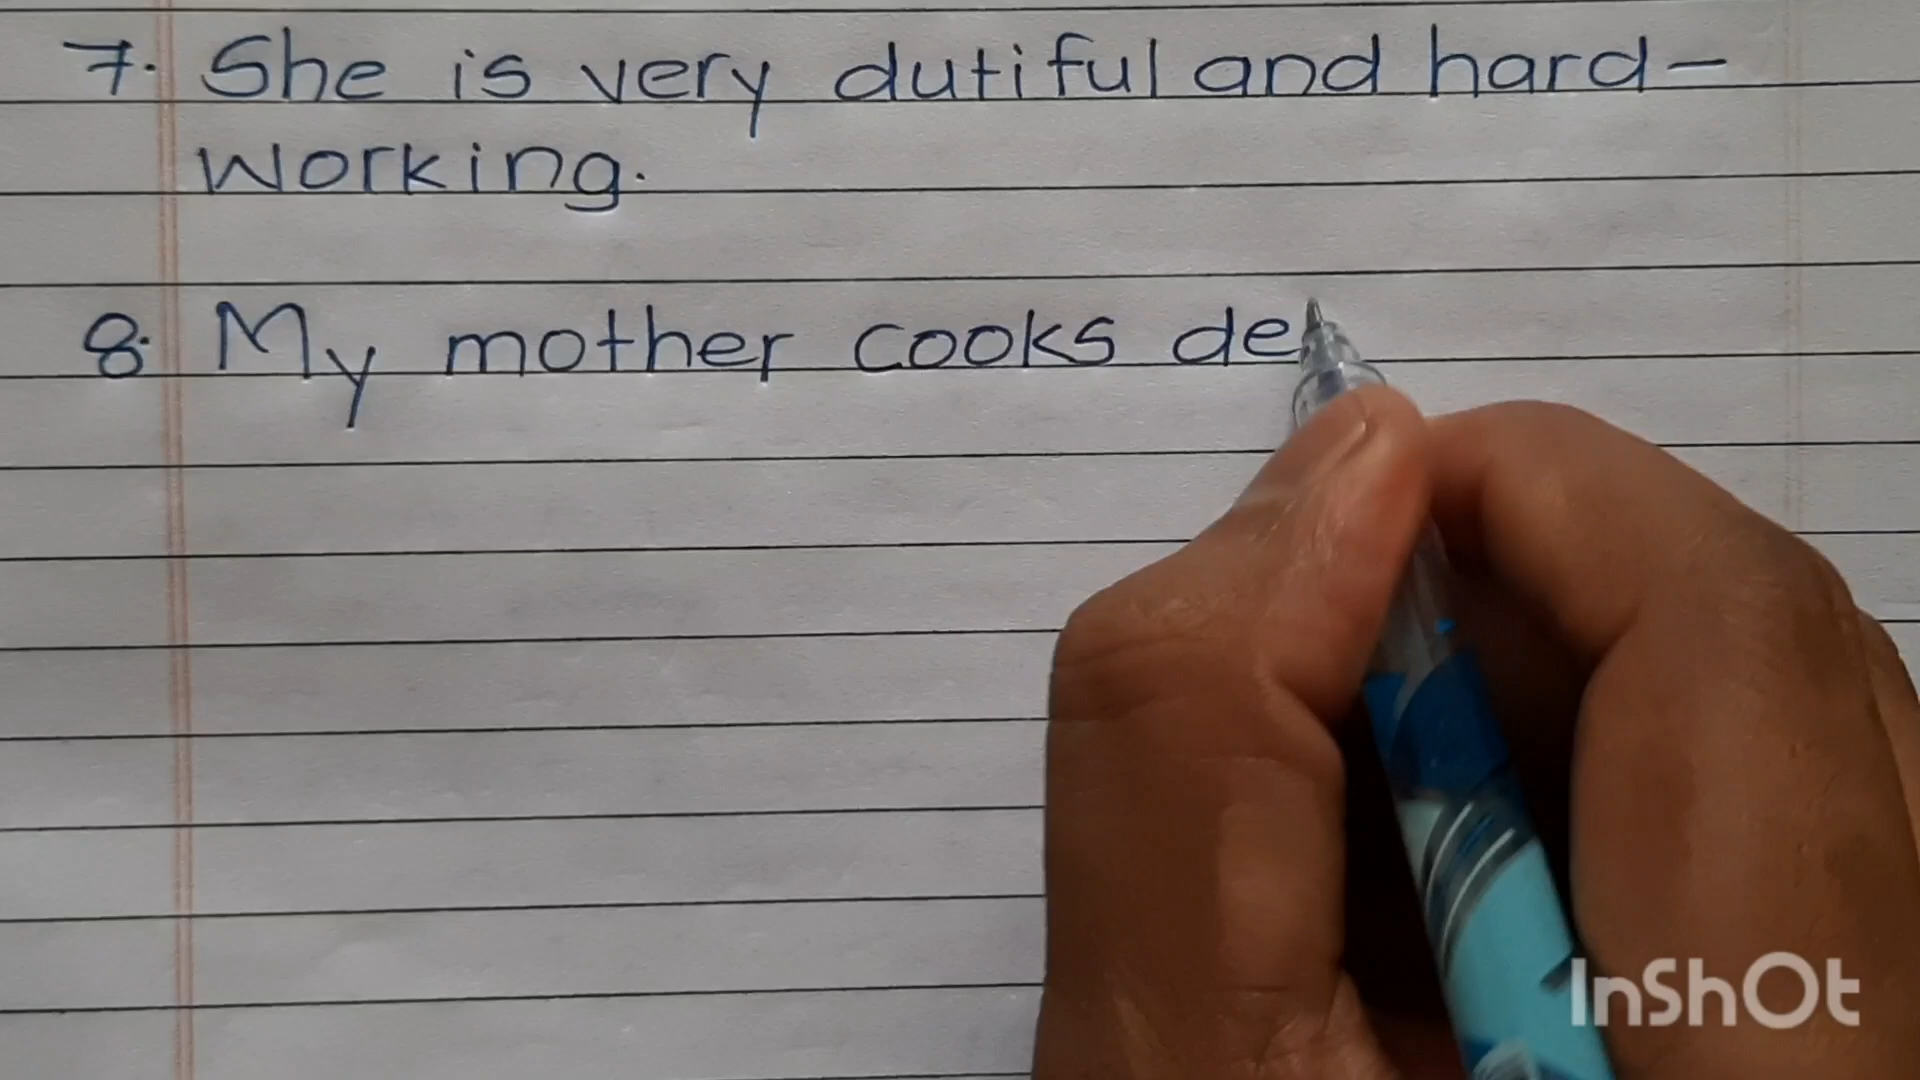 7. She is very dutiful and hard-
working.
8. My mother cooks de
InShOt